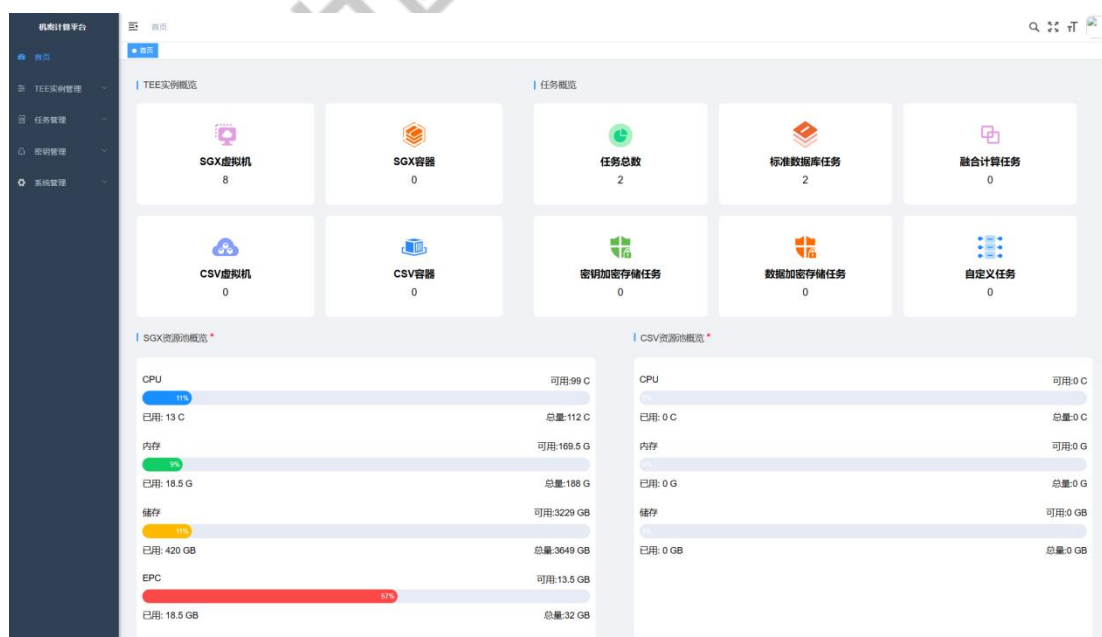 机密计算平台
首页
首页
首页
TEE实例管理
任务管理
密钥管理
系统管理
TEE实例概览
任务概览
SGX虚拟机
8
SGX容器
0
任务总数
2
标准数据库任务
2
融合计算任务
0
CSV虚拟机
0
CSV容器
0
密钥加密存储任务
0
数据加密存储任务
0
自定义任务
0
SGX资源池概览 *
CPU
可用:99 C
11%
已用: 13 C
总量:112 C
内存
可用:169.5 G
9%
已用: 18.5 G
总量:188 G
储存
可用:3229 GB
11%
已用: 420 GB
总量:3649 GB
EPC
可用:13.5 GB
57%
已用: 18.5 GB
总量:32 GB
CSV资源池概览 *
CPU
可用:0 C
0%
已用: 0 C
总量:0 C
内存
可用:0 G
0%
已用: 0 G
总量:0 G
储存
可用:0 GB
0%
已用: 0 GB
总量:0 GB